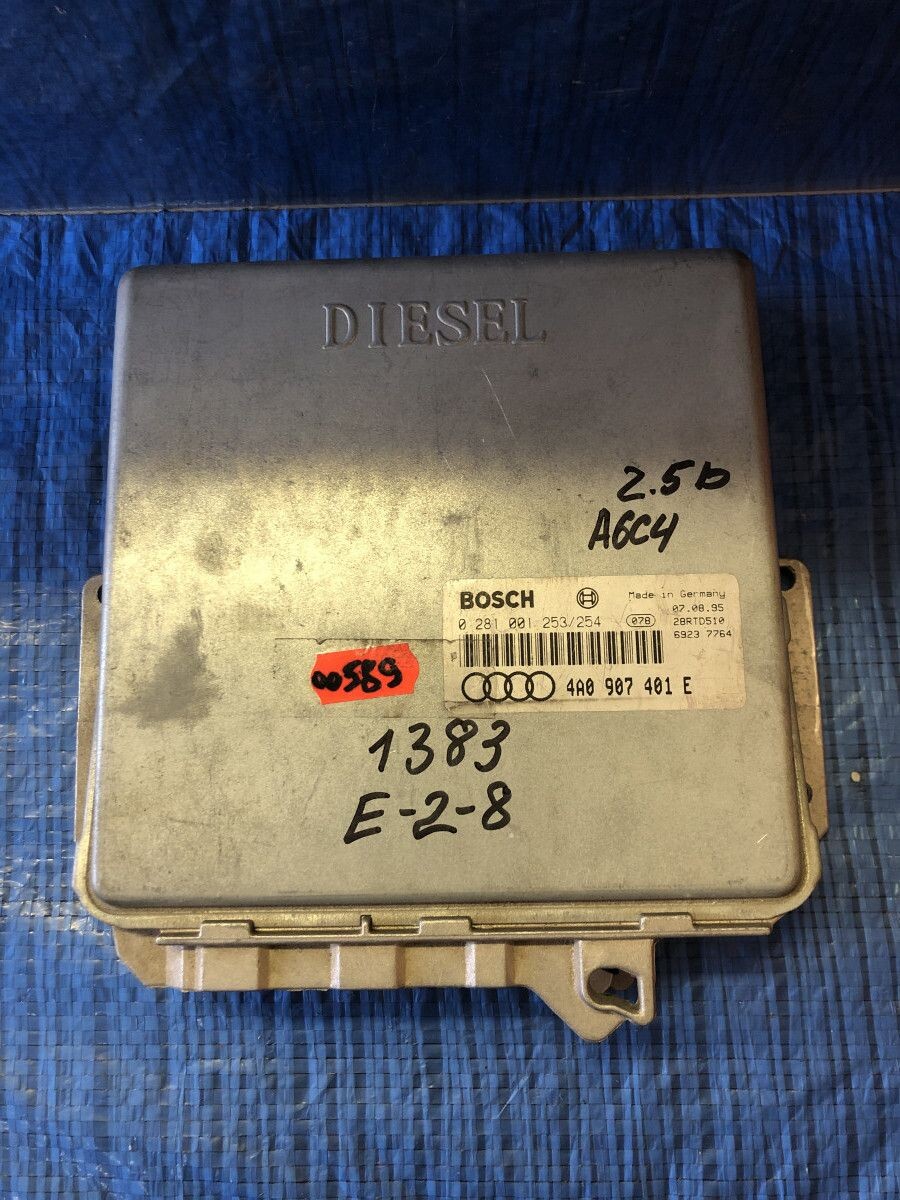 DIESEL
2.5D
A6C4
BOSCH Made in Germany
07.08.95
0 281 001 253/254 078 28RTD510
6923 7764
4A0 907 401 E
00589
1383
E-2-8